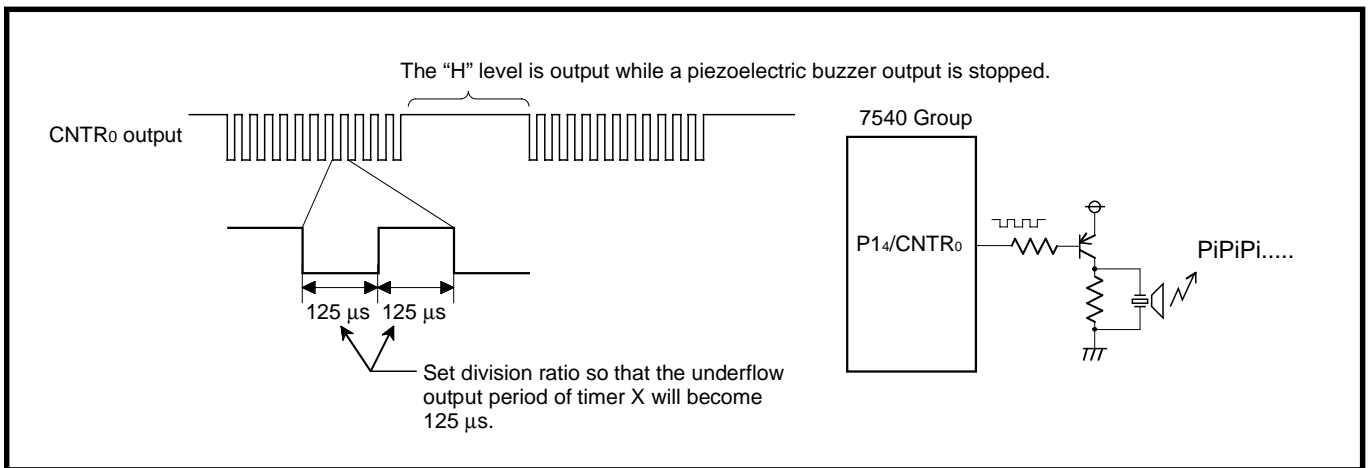 The “H” level is output while a piezoelectric buzzer output is stopped.
CNTR0 output
125 μs 125 μs
Set division ratio so that the underflow
output period of timer X will become
125 μs.
7540 Group
P14/CNTR0
PiPiPi.....